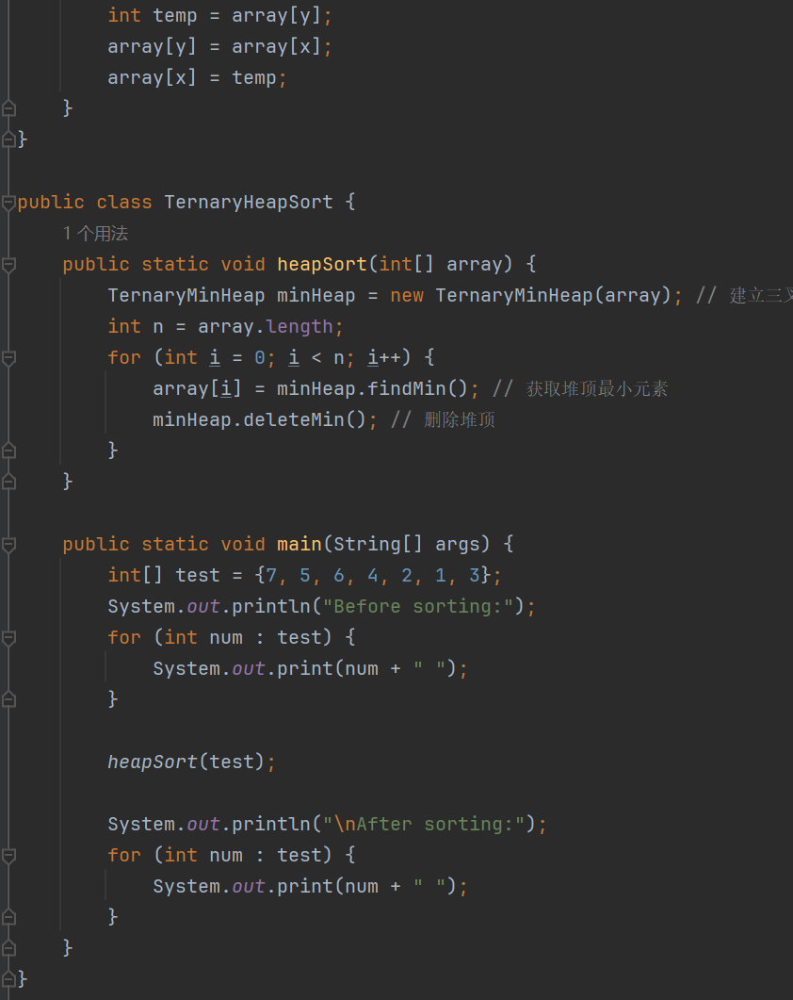 int temp = array[y];
array[y] = array[x];
array[x] = temp;
}
}
public class TernaryHeapSort {
1 个用法
public static void heapSort(int[] array) {
TernaryMinHeap minHeap = new TernaryMinHeap(array); // 建立三
int n = array.length;
for (int i = 0; i < n; i++) {
array[i] = minHeap.findMin(); // 获取堆顶最小元素
minHeap.deleteMin(); // 删除堆顶
}
}
public static void main(String[] args) {
int[] test = {7, 5, 6, 4, 2, 1, 3};
System.out.println("Before sorting:");
for (int num : test) {
System.out.print(num + " ");
}
heapSort(test);
System.out.println("\nAfter sorting:");
for (int num : test) {
System.out.print(num + " ");
}
}
}